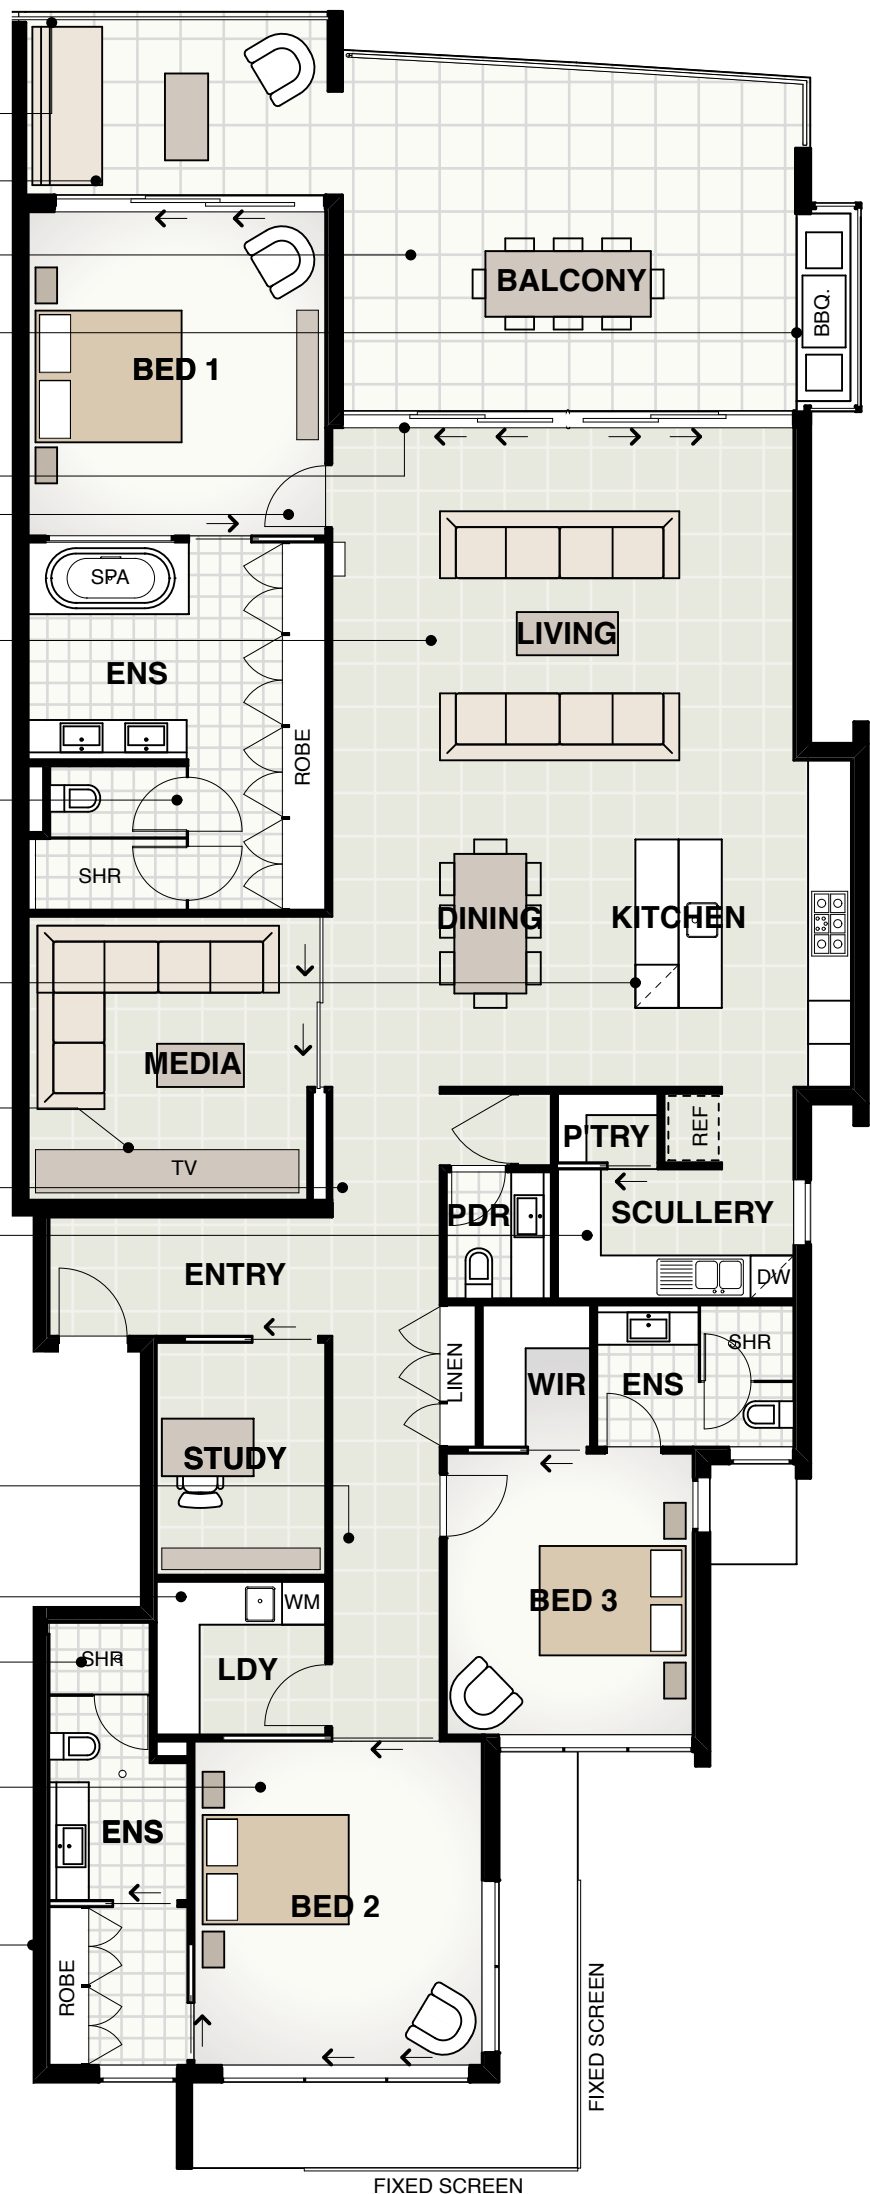 BALCONY
BBQ.
BED 1
SPA
LIVING
ENS
ROBE
SHR
DINING
KITCHEN
MEDIA
TV
P'TRY
REF
PDR
SCULLERY
DW
ENTRY
LINEN
WIR
ENS
SHR
STUDY
BED 3
WM
LDY
SHR
ENS
BED 2
ROBE
FIXED SCREEN
FIXED SCREEN